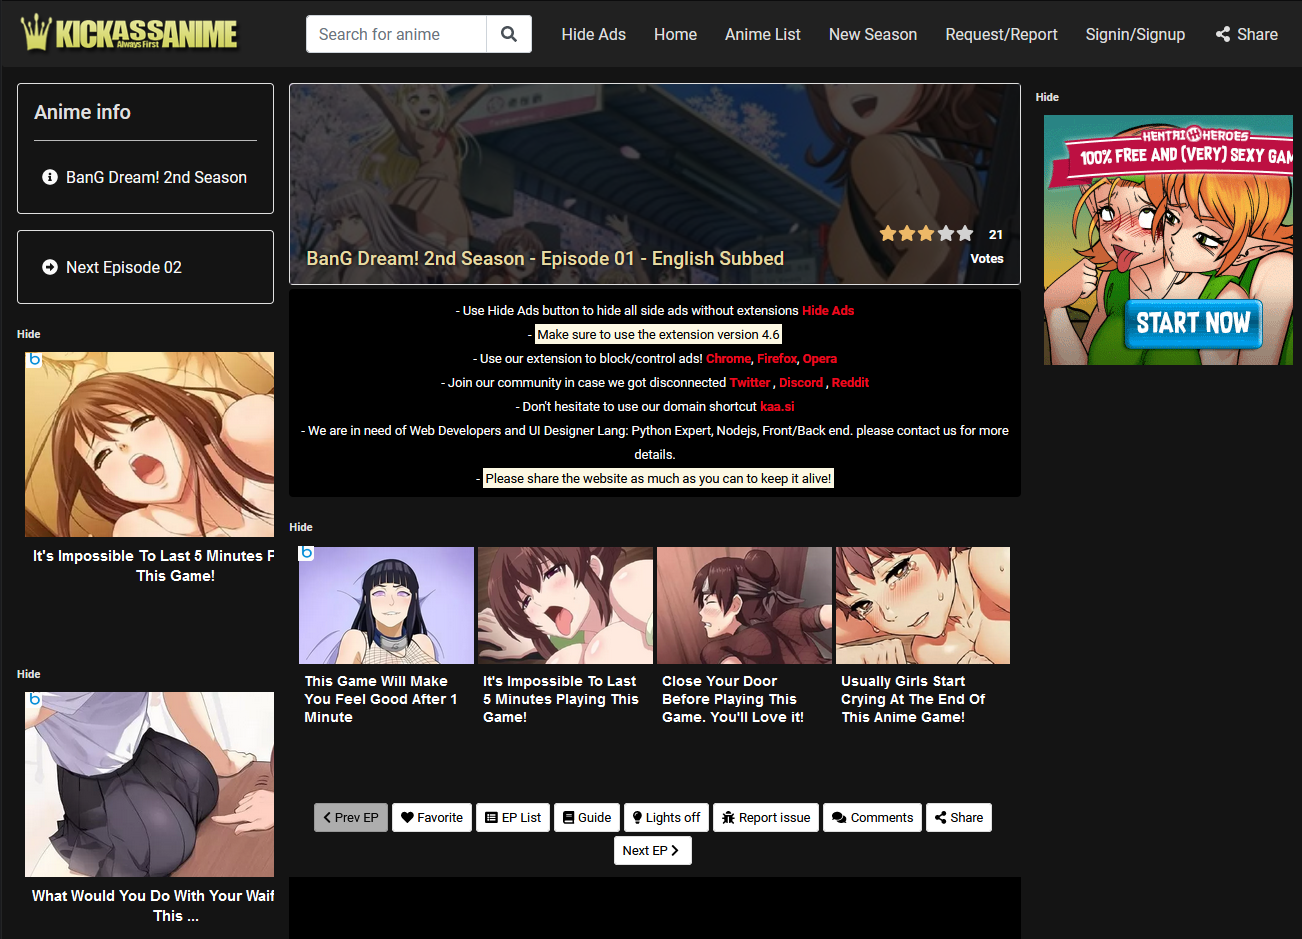 KICKASSANIME
Always First
Search for anime
Hide Ads
Home
Anime List
New Season
Request/Report
Signin/Signup
Share
Anime info
BanG Dream! 2nd Season
Next Episode 02
Hide
It's Impossible To Last 5 Minutes F
This Game!
Hide
What Would You Do With Your Waif
This ...
21
Votes
BanG Dream! 2nd Season - Episode 01 - English Subbed
- Use Hide Ads button to hide all side ads without extensions Hide Ads
- Make sure to use the extension version 4.6
- Use our extension to block/control ads! Chrome, Firefox, Opera
- Join our community in case we got disconnected Twitter , Discord , Reddit
- Don't hesitate to use our domain shortcut kaa.si
- We are in need of Web Developers and UI Designer Lang: Python Expert, Nodejs, Front/Back end. please contact us for more
details.
- Please share the website as much as you can to keep it alive!
Hide
This Game Will Make
You Feel Good After 1
Minute
It's Impossible To Last
5 Minutes Playing This
Game!
Close Your Door
Before Playing This
Game. You'll Love it!
Usually Girls Start
Crying At The End Of
This Anime Game!
Prev EP
Favorite
EP List
Guide
Lights off
Report issue
Comments
Share
Next EP
Hide
HENTAI HEROES
100% FREE AND (VERY) SEXY GAM
START NOW